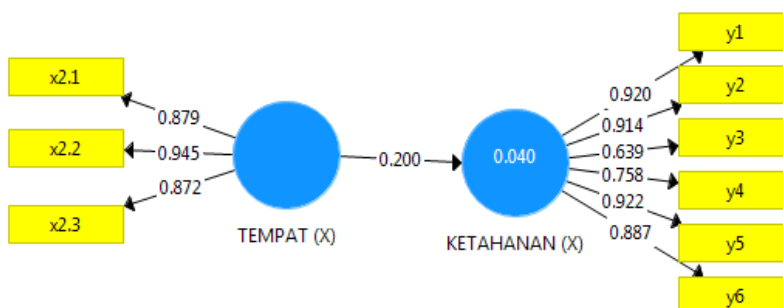 x2.1
x2.2
x2.3
0.879
0.945
0.872
TEMPAT (X)
0.200
0.040
KETAHANAN (X)
0.920
0.914
0.639
0.758
0.922
0.887
y1
y2
y3
y4
y5
y6